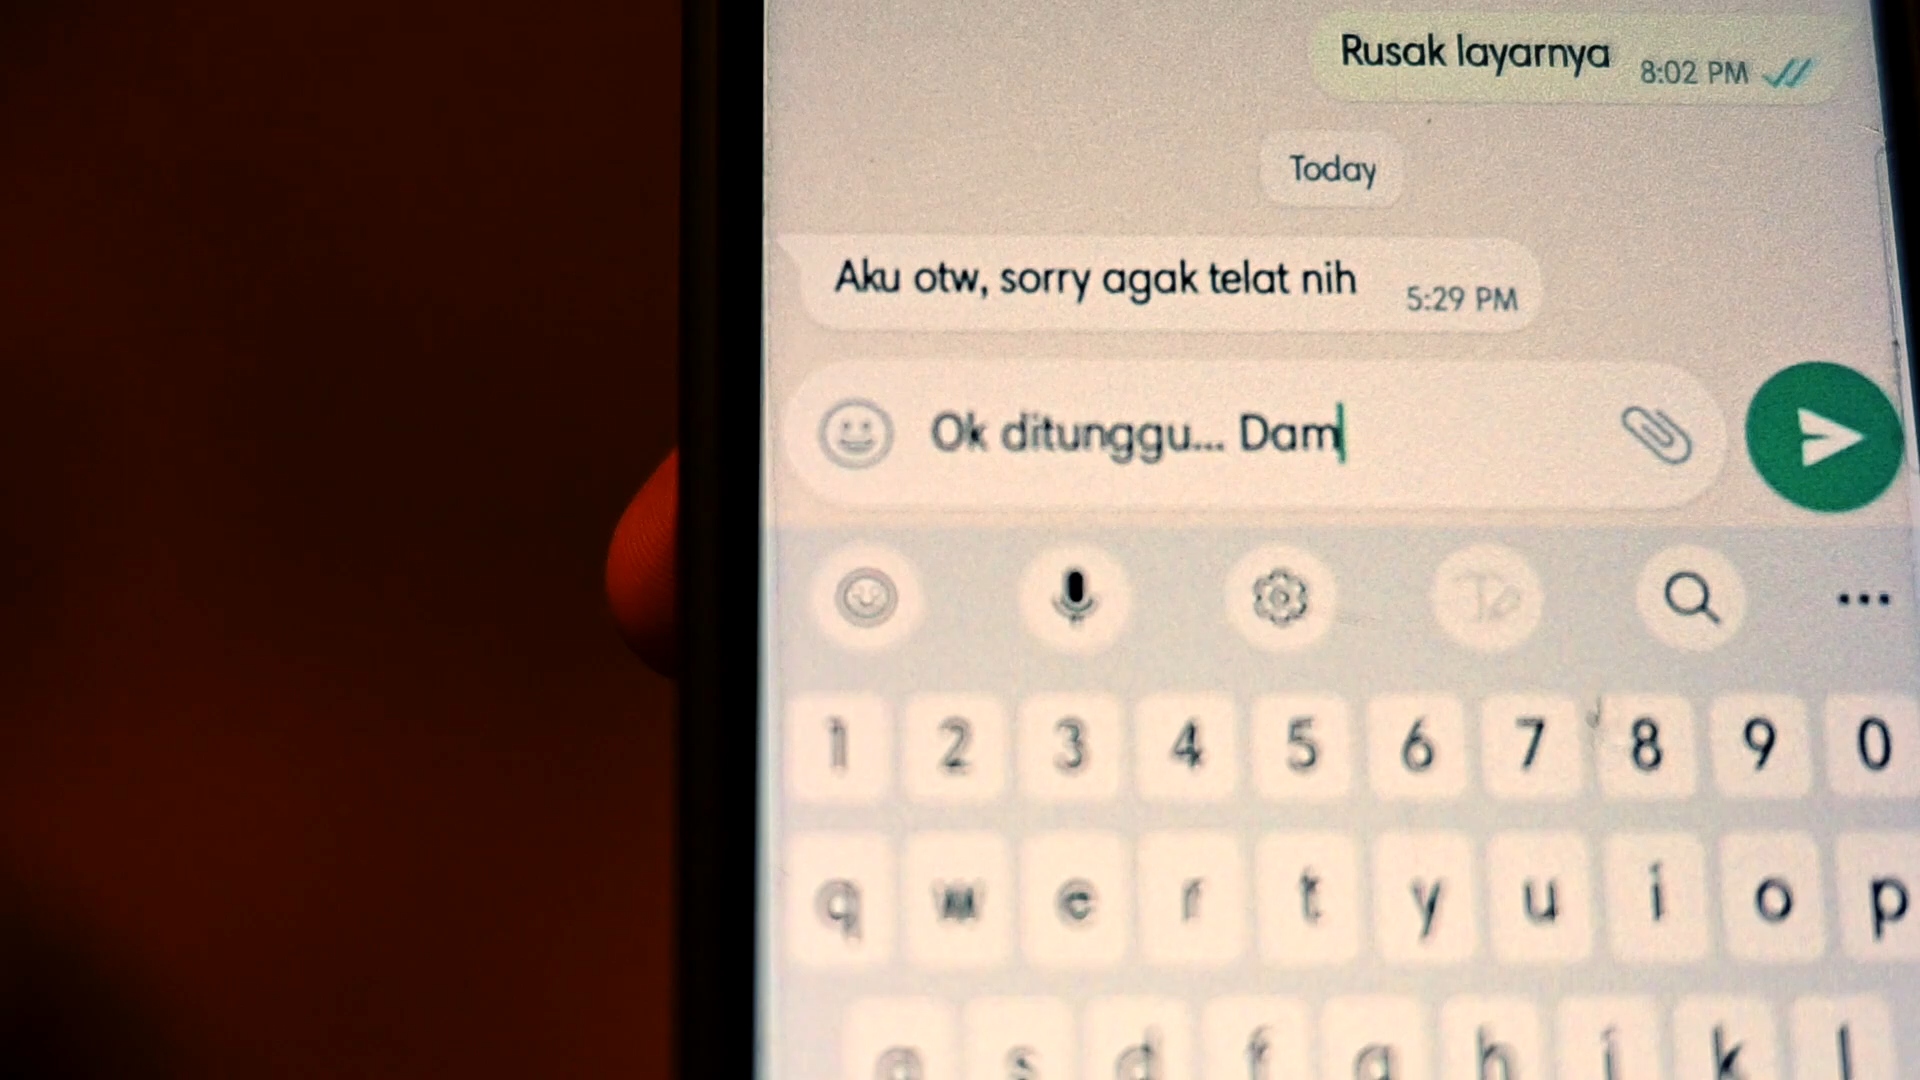 Rusak layarnya 8:02 PM
Today
Aku otw, sorry agak telat nih 5:29 PM
Ok ditunggu... Dam
1 2 3 4 5 6 7 8 9 0
q w e r t y u i o p
a s d f g h j k l